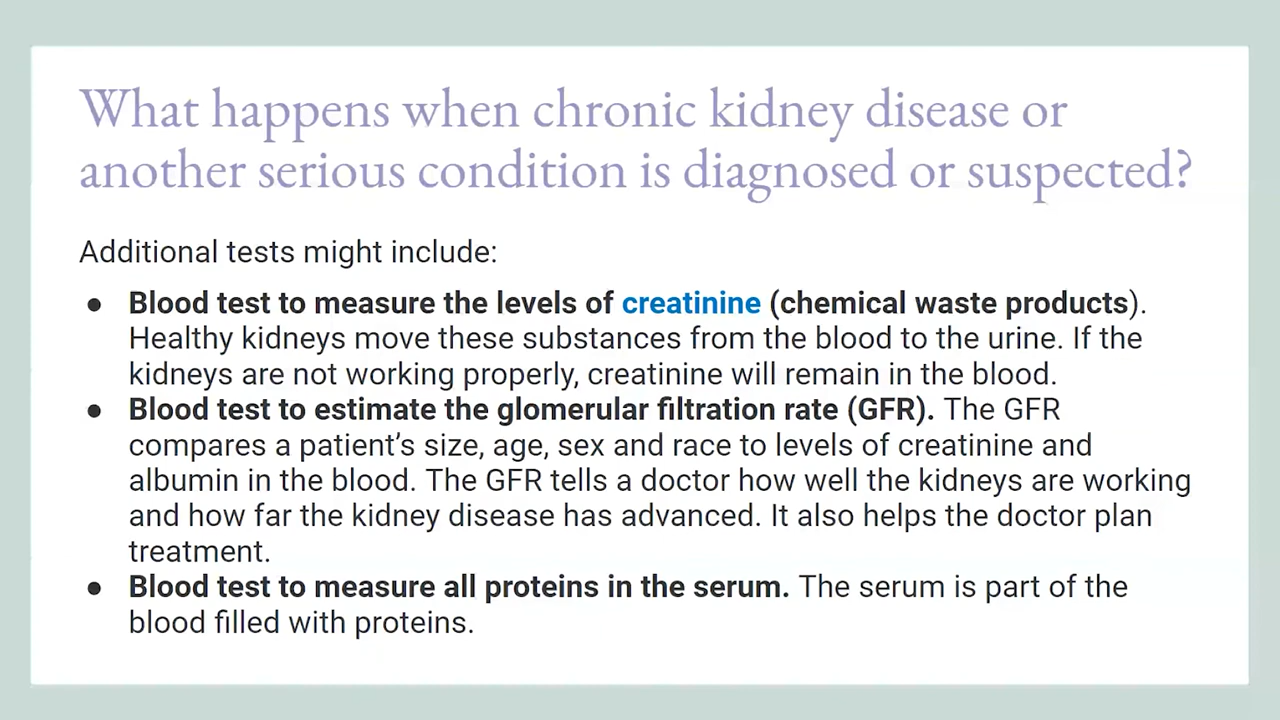 What happens when chronic kidney disease or
another serious condition is diagnosed or suspected?
Additional tests might include:
● Blood test to measure the levels of creatinine (chemical waste products).
Healthy kidneys move these substances from the blood to the urine. If the
kidneys are not working properly, creatinine will remain in the blood.
● Blood test to estimate the glomerular filtration rate (GFR). The GFR
compares a patient’s size, age, sex and race to levels of creatinine and
albumin in the blood. The GFR tells a doctor how well the kidneys are working
and how far the kidney disease has advanced. It also helps the doctor plan
treatment.
● Blood test to measure all proteins in the serum. The serum is part of the
blood filled with proteins.